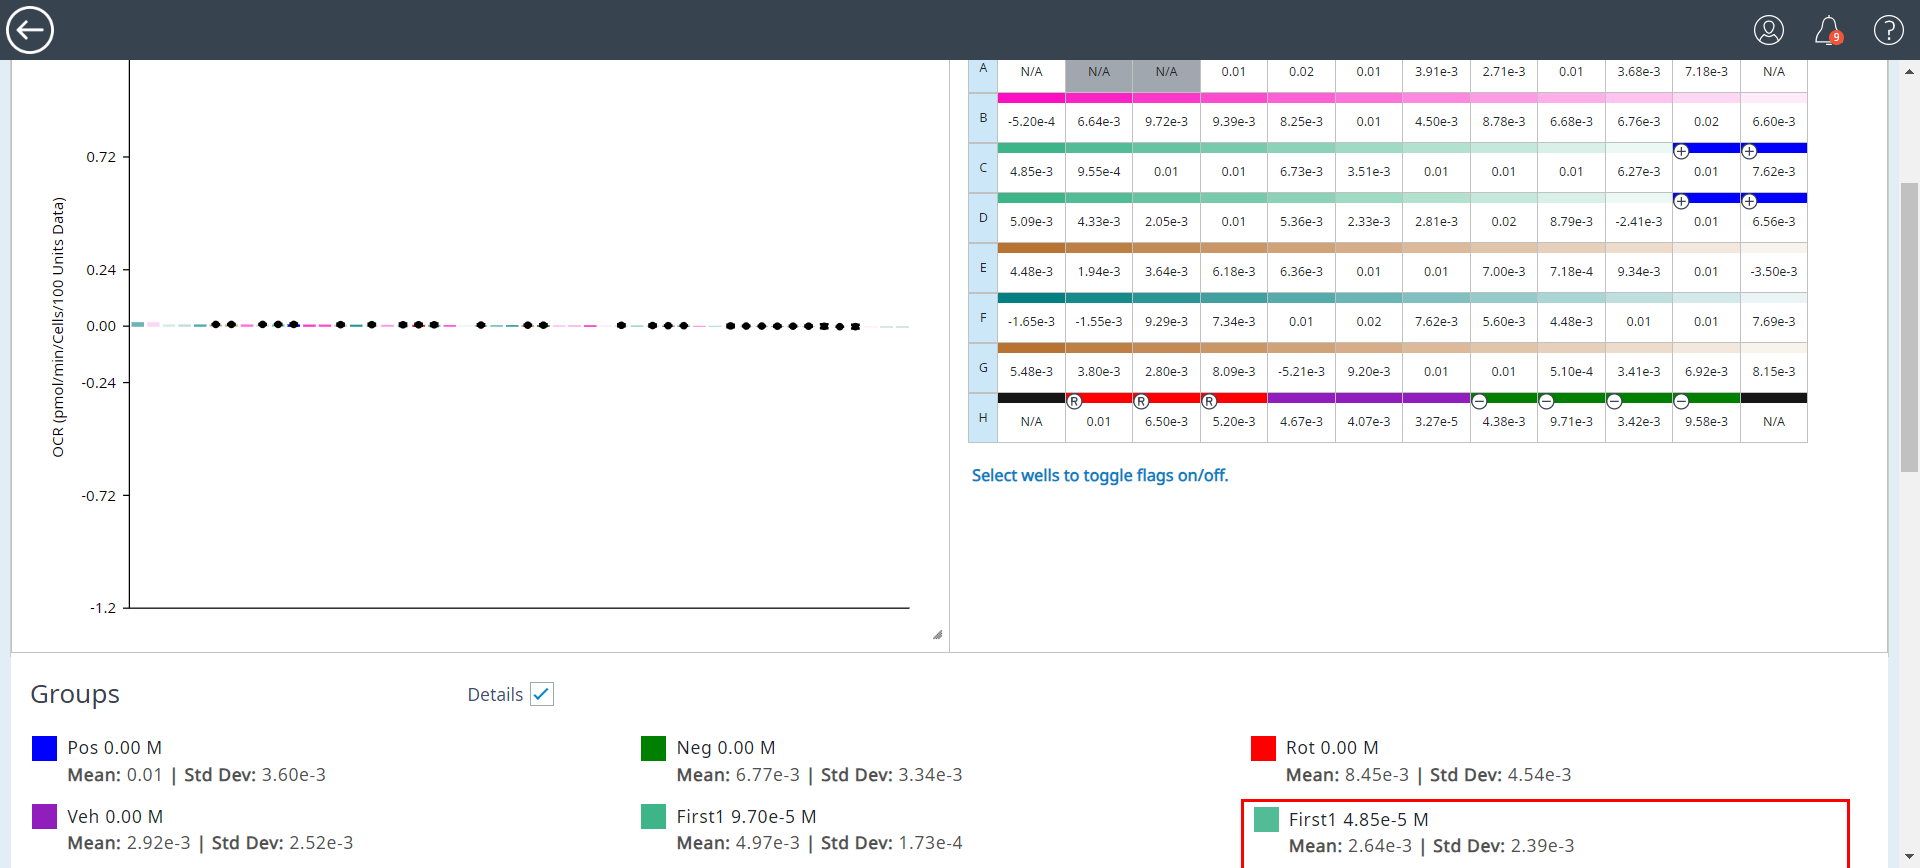 9
?
A N/A N/A N/A 0.01 0.02 0.01 3.91e-3 2.71e-3 0.01 3.68e-3 7.18e-3 N/A
B -5.20e-4 6.64e-3 9.72e-3 9.39e-3 8.25e-3 0.01 4.50e-3 8.78e-3 6.68e-3 6.76e-3 0.02 6.60e-3
C 4.85e-3 9.55e-4 0.01 0.01 6.73e-3 3.51e-3 0.01 0.01 0.01 6.27e-3 0.01 7.62e-3
D 5.09e-3 4.33e-3 2.05e-3 0.01 5.36e-3 2.33e-3 2.81e-3 0.02 8.79e-3 -2.41e-3 0.01 6.56e-3
E 4.48e-3 1.94e-3 3.64e-3 6.18e-3 6.36e-3 0.01 0.01 7.00e-3 7.18e-4 9.34e-3 0.01 -3.50e-3
F -1.65e-3 -1.55e-3 9.29e-3 7.34e-3 0.01 0.02 7.62e-3 5.60e-3 4.48e-3 0.01 0.01 7.69e-3
G 5.48e-3 3.80e-3 2.80e-3 8.09e-3 -5.21e-3 9.20e-3 0.01 0.01 5.10e-4 3.41e-3 6.92e-3 8.15e-3
R R R
H N/A 0.01 6.50e-3 5.20e-3 4.67e-3 4.07e-3 3.27e-5 4.38e-3 9.71e-3 3.42e-3 9.58e-3 N/A
Select wells to toggle flags on/off.
OCR (pmol/min/Cells/100 Units Data)
0.72
0.24
0.00
-0.24
-0.72
-1.2
Groups
Details
Pos 0.00 M
Mean: 0.01 | Std Dev: 3.60e-3
Neg 0.00 M
Mean: 6.77e-3 | Std Dev: 3.34e-3
Rot 0.00 M
Mean: 8.45e-3 | Std Dev: 4.54e-3
Veh 0.00 M
Mean: 2.92e-3 | Std Dev: 2.52e-3
First1 9.70e-5 M
Mean: 4.97e-3 | Std Dev: 1.73e-4
First1 4.85e-5 M
Mean: 2.64e-3 | Std Dev: 2.39e-3